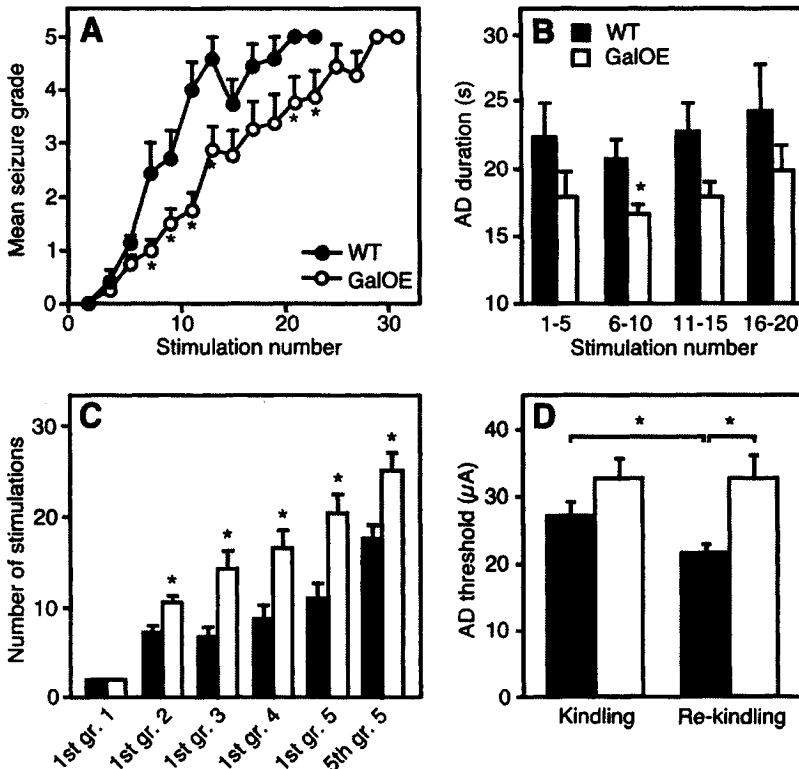 A
Mean seizure grade
5
4
3
2
1
0
* * * * * *
WT
GalOE
0 10 20 30
Stimulation number
B
WT
GalOE
AD duration (s)
30
25
20
15
10
*
1-5 6-10 11-15 16-20
Stimulation number
C
Number of stimulations
30
20
10
0
* * * * *
1st gr. 1
1st gr. 2
1st gr. 3
1st gr. 4
1st gr. 5
5th gr. 5
D
AD threshold (µA)
40
30
20
10
0
* *
Kindling Re-kindling